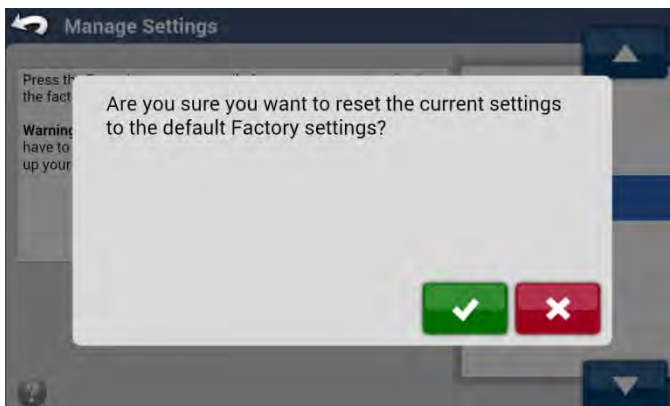 Manage Settings
Press th
the fact
Warning
have to
up your
Are you sure you want to reset the current settings
to the default Factory settings?
?